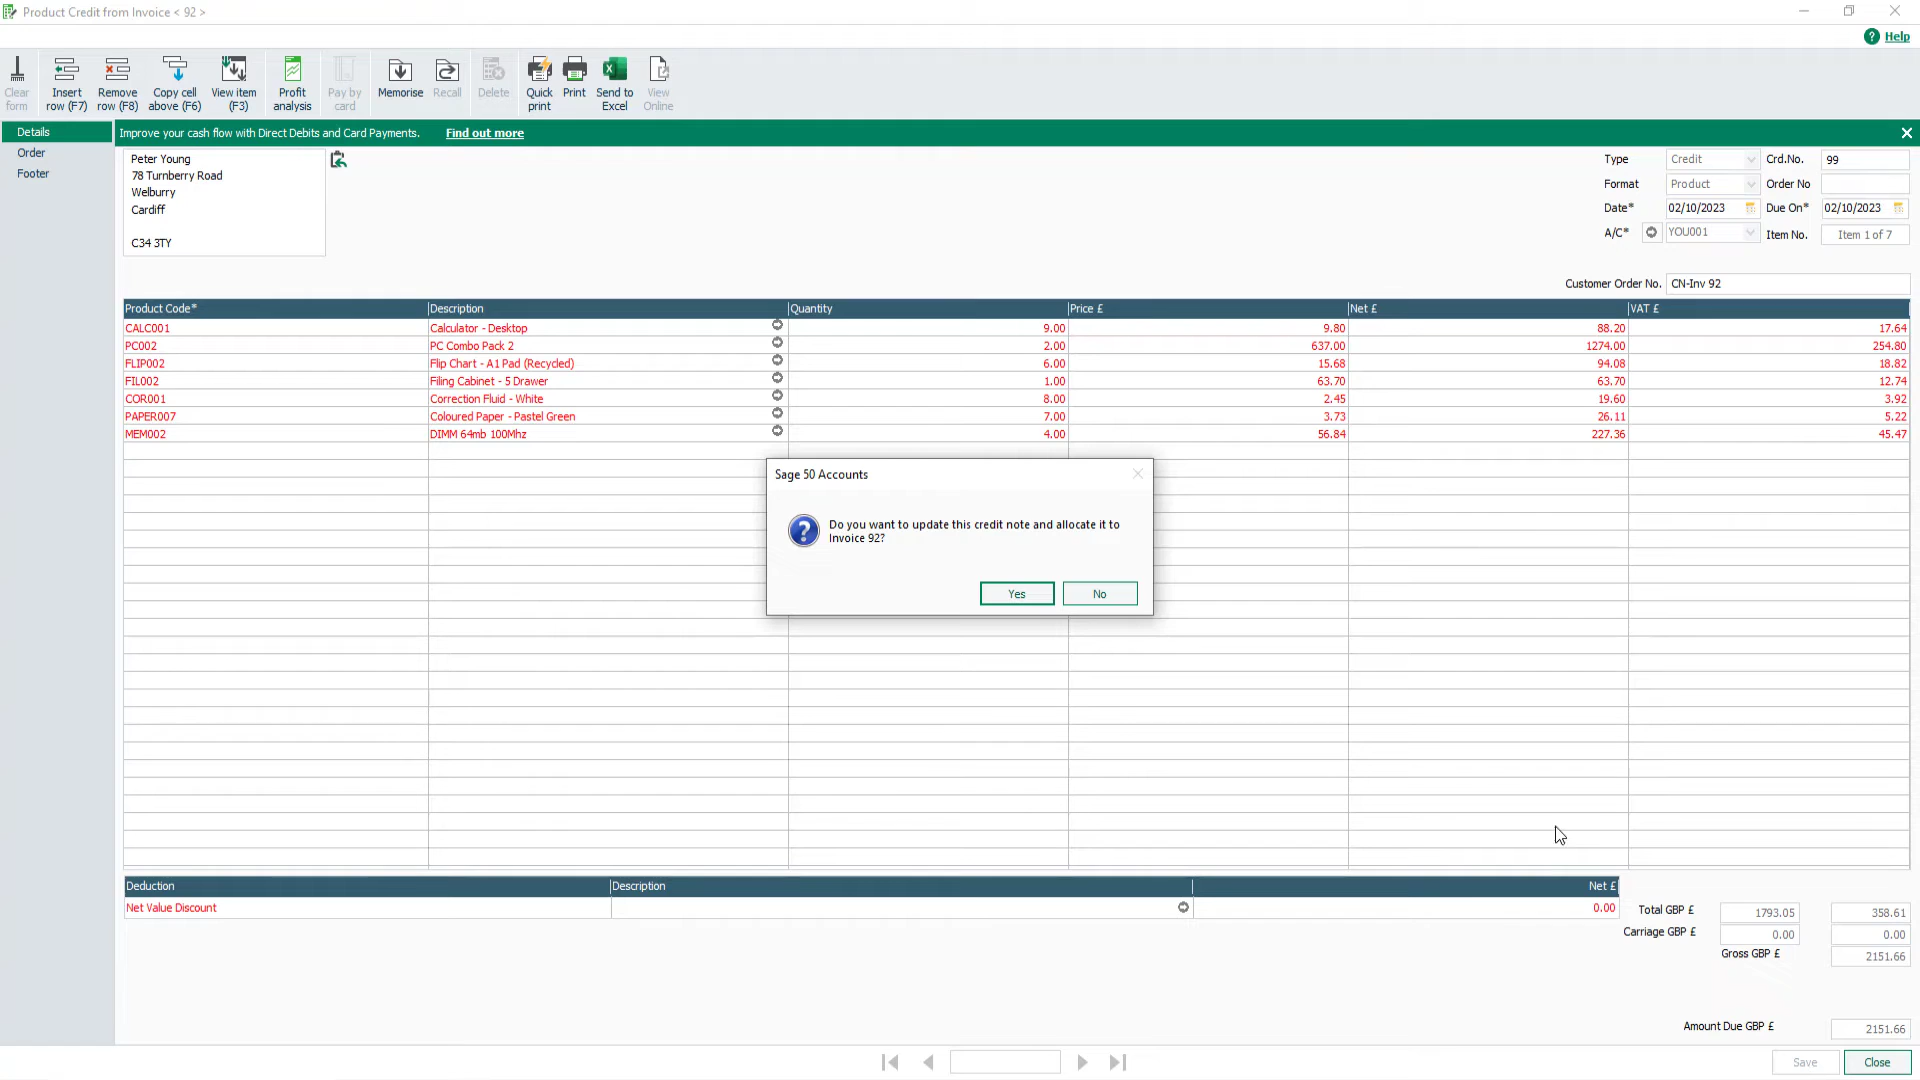 Product Credit from Invoice < 92 >
? Help
Clear form
Insert row (F7)
Remove row (F8)
Copy cell above (F6)
View item (F3)
Profit analysis
Pay by card
Memorise
Recall
Delete
Quick print
Print
Send to Excel
View Online
Details
Order
Footer
Improve your cash flow with Direct Debits and Card Payments. Find out more
Peter Young
78 Turnberry Road
Welburry
Cardiff
C34 3TY
Type Credit Crd.No. 99
Format Product Order No
Date* 02/10/2023 Due On* 02/10/2023
A/C* YOU001 Item No. Item 1 of 7
Customer Order No. CN-Inv 92
Product Code* Description Quantity Price £ Net £ VAT £
CALC001 Calculator - Desktop 9.00 9.80 88.20 17.64
PC002 PC Combo Pack 2 2.00 637.00 1274.00 254.80
FLIP002 Flip Chart - A1 Pad (Recycled) 6.00 15.68 94.08 18.82
FIL002 Filing Cabinet - 5 Drawer 1.00 63.70 63.70 12.74
COR001 Correction Fluid - White 8.00 2.45 19.60 3.92
PAPER007 Coloured Paper - Pastel Green 7.00 3.73 26.11 5.22
MEM002 DIMM 64mb 100Mhz 4.00 56.84 227.36 45.47
Sage 50 Accounts
?
Do you want to update this credit note and allocate it to
Invoice 92?
Yes No
Deduction Description Net £
Net Value Discount 0.00
Total GBP £ 1793.05 358.61
Carriage GBP £ 0.00 0.00
Gross GBP £ 2151.66
Amount Due GBP £ 2151.66
Save Close